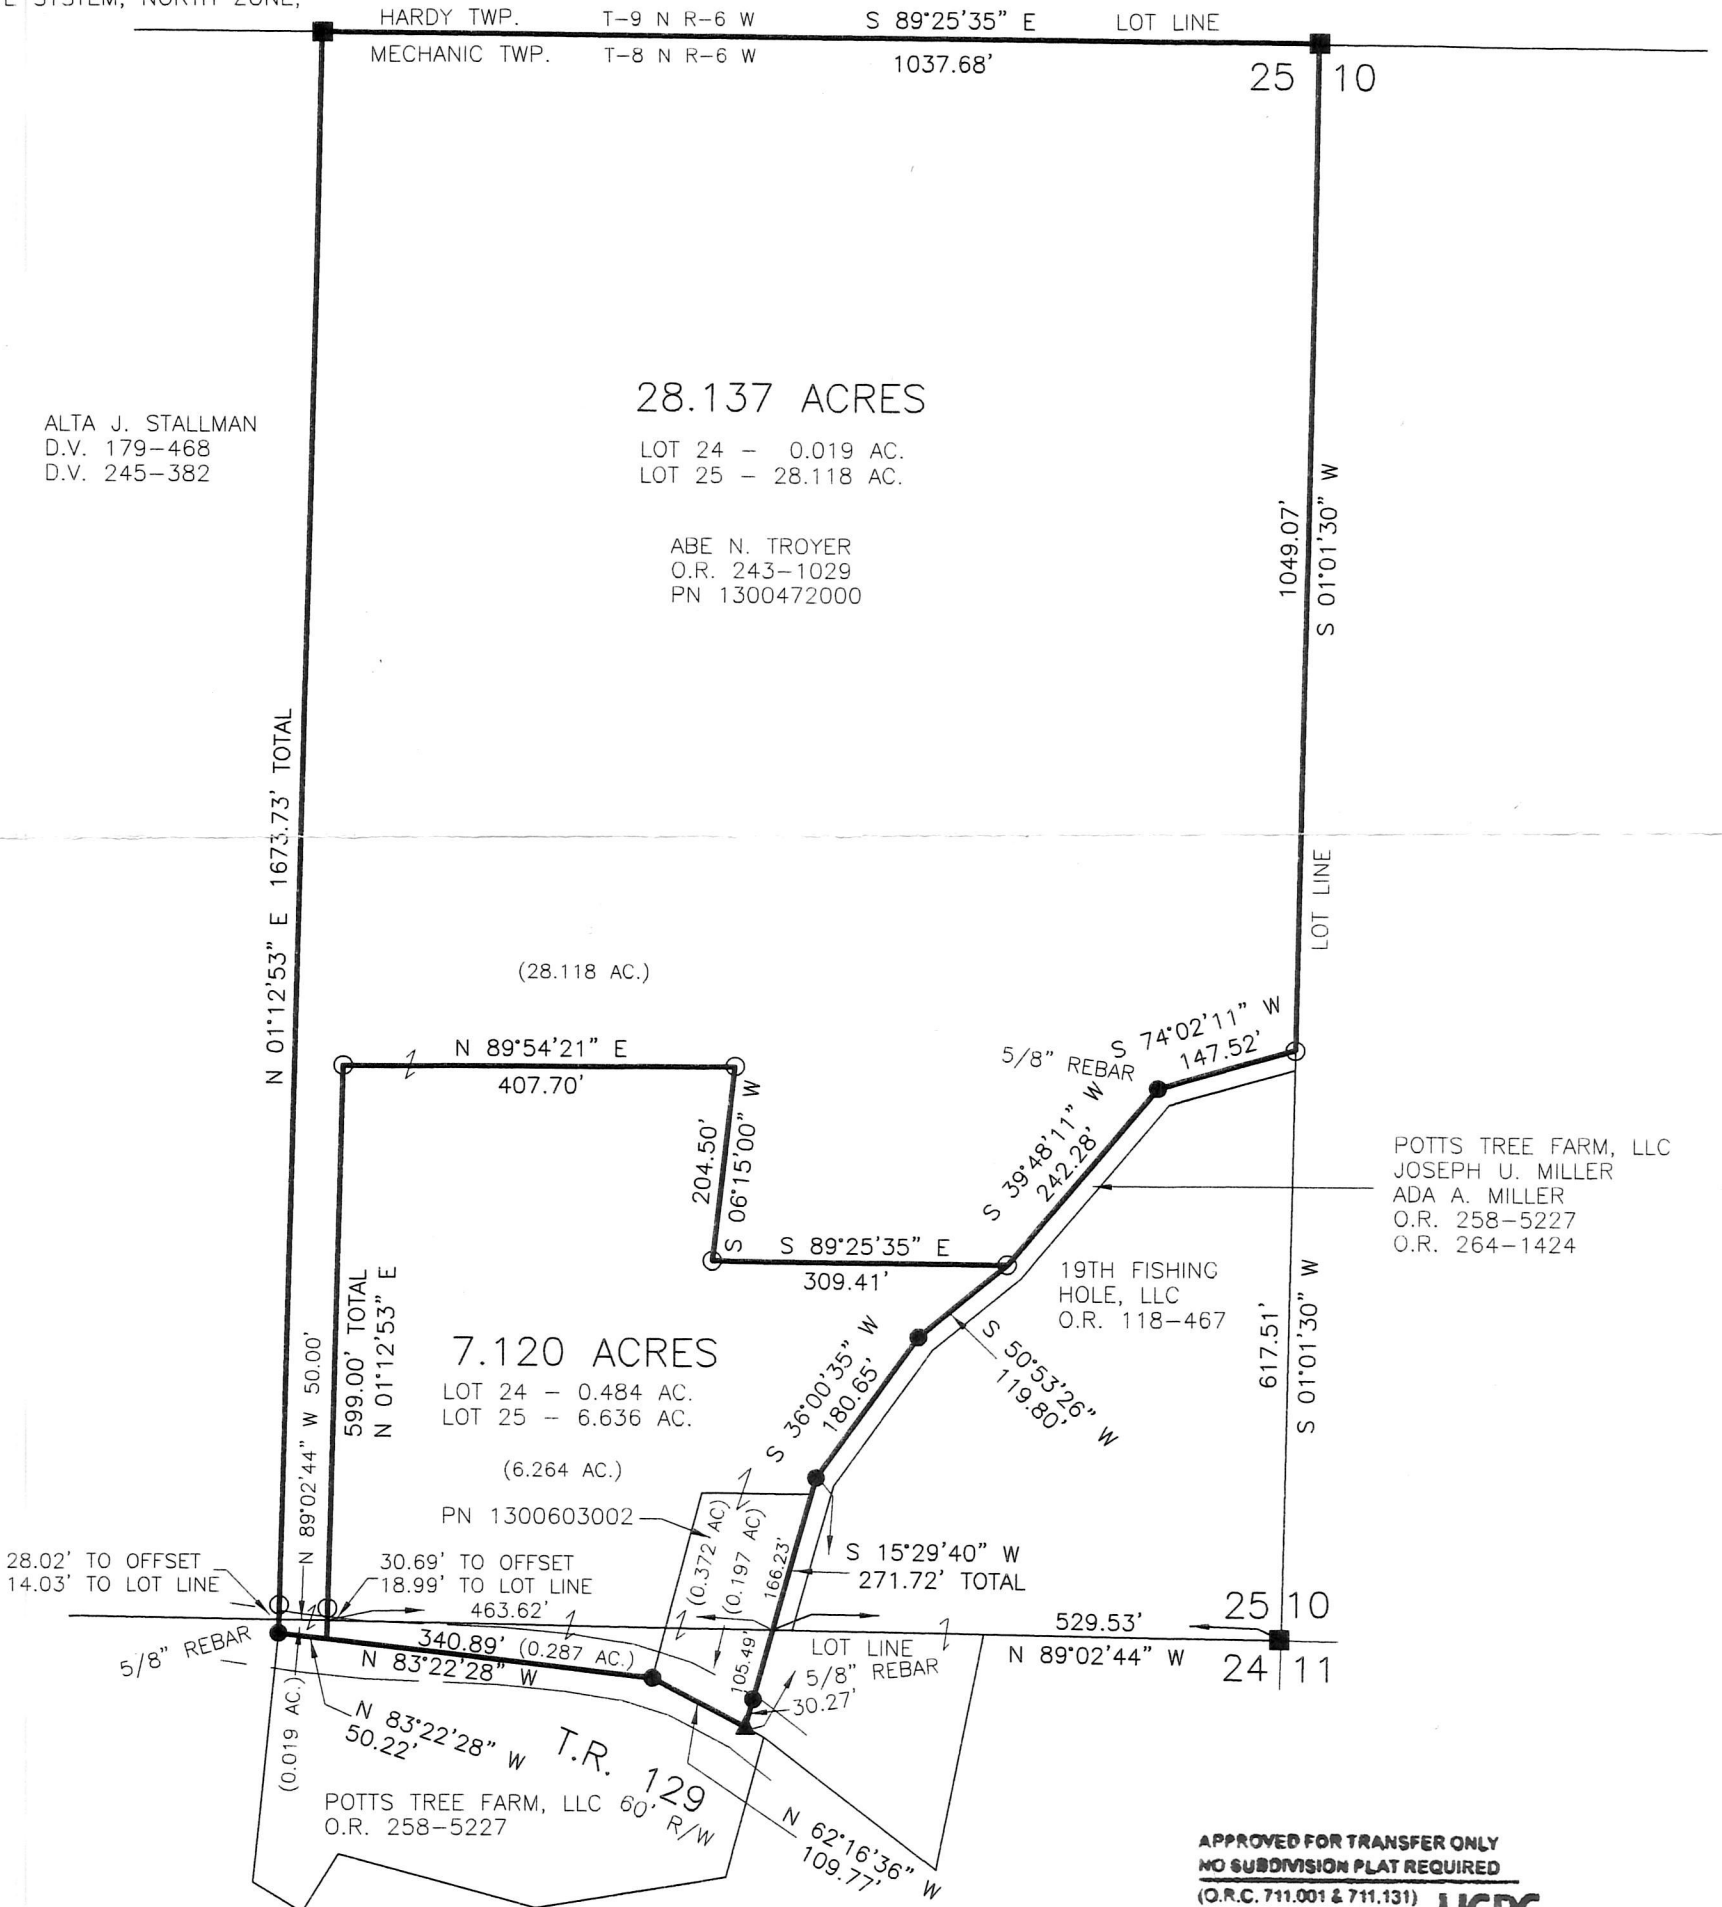 E SYSTEM, NORTH ZONE,
HARDY TWP. T-9 N R-6 W S 89°25'35" E LOT LINE
MECHANIC TWP. T-8 N R-6 W 1037.68'
25 10
28.137 ACRES
LOT 24 - 0.019 AC.
LOT 25 - 28.118 AC.
ALTA J. STALLMAN
D.V. 179-468
D.V. 245-382
ABE N. TROYER
O.R. 243-1029
PN 1300472000
1049.07'
S 01°01'30" W
N 01°12'53" E 1673.73' TOTAL
LOT LINE
(28.118 AC.)
N 89°54'21" E
407.70'
204.50'
S 06°15'00" W
S 89°25'35" E
309.41'
S 74°02'11" W
147.52'
5/8" REBAR
S 39°48'11" W
242.28'
POTTS TREE FARM, LLC
JOSEPH U. MILLER
ADA A. MILLER
O.R. 258-5227
O.R. 264-1424
19TH FISHING
HOLE, LLC
O.R. 118-467
S 50°53'26" W
119.80'
617.51'
S 01°01'30" W
599.00' TOTAL
N 01°12'53" E
N 89°02'44" W 50.00'
7.120 ACRES
LOT 24 - 0.484 AC.
LOT 25 - 6.636 AC.
(6.264 AC.)
PN 1300603002
S 36°00'35" W
180.65'
(0.372 AC)
(0.197 AC)
166.23'
S 15°29'40" W
271.72' TOTAL
28.02' TO OFFSET
14.03' TO LOT LINE
30.69' TO OFFSET
18.99' TO LOT LINE
463.62'
529.53'
25 10
24 11
N 89°02'44" W
LOT LINE
5/8" REBAR
30.27'
105.49'
340.89' (0.287 AC.)
N 83°22'28" W
5/8" REBAR
(0.019 AC.)
N 83°22'28" W
50.22'
T.R. 129
60' R/W
POTTS TREE FARM, LLC
O.R. 258-5227
N 62°16'36" W
109.77'
APPROVED FOR TRANSFER ONLY
NO SUBDIVISION PLAT REQUIRED
(O.R.C. 711.001 & 711.131)